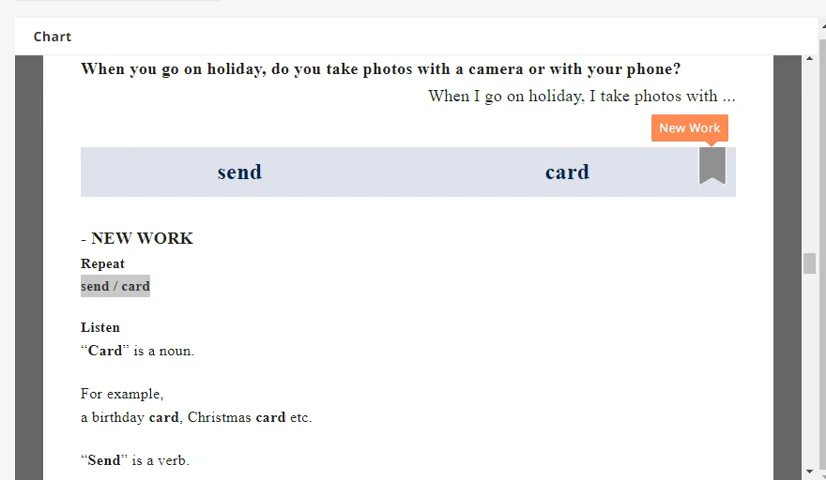 Chart
When you go on holiday, do you take photos with a camera or with your phone?
When I go on holiday, I take photos with ...
New Work
send card
- NEW WORK
Repeat
send / card
Listen
“Card” is a noun.
For example,
a birthday card, Christmas card etc.
“Send” is a verb.